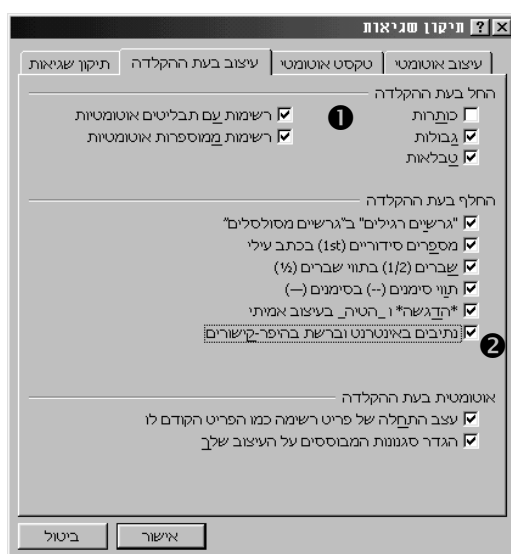 תיקון שגיאות
עיצוב אוטומטי טקסט אוטומטי עיצוב בעת ההקלדה תיקון שגיאות
החל בעת ההקלדה
כותרות
גבולות
טבלאות
❶
רשימות עם תבליטים אוטומטיות
רשימות ממוספרות אוטומטיות
החלף בעת ההקלדה
"גרשיים רגילים" ב"גרשיים מסולסלים"
מספרים סידוריים (1st) בכתב עילי
שברים (1/2) בתווי שברים (½)
תווי סימנים (--) בסימנים (—)
*הדגשה* ו_הטיה_ בעיצוב אמיתי
נתיבים באינטרנט וברשת בהיפר-קישורים
❷
אוטומטית בעת ההקלדה
עצב התחלה של פריט רשימה כמו הפריט הקודם לו
הגדר סגנונות המבוססים על העיצוב שלך
אישור ביטול